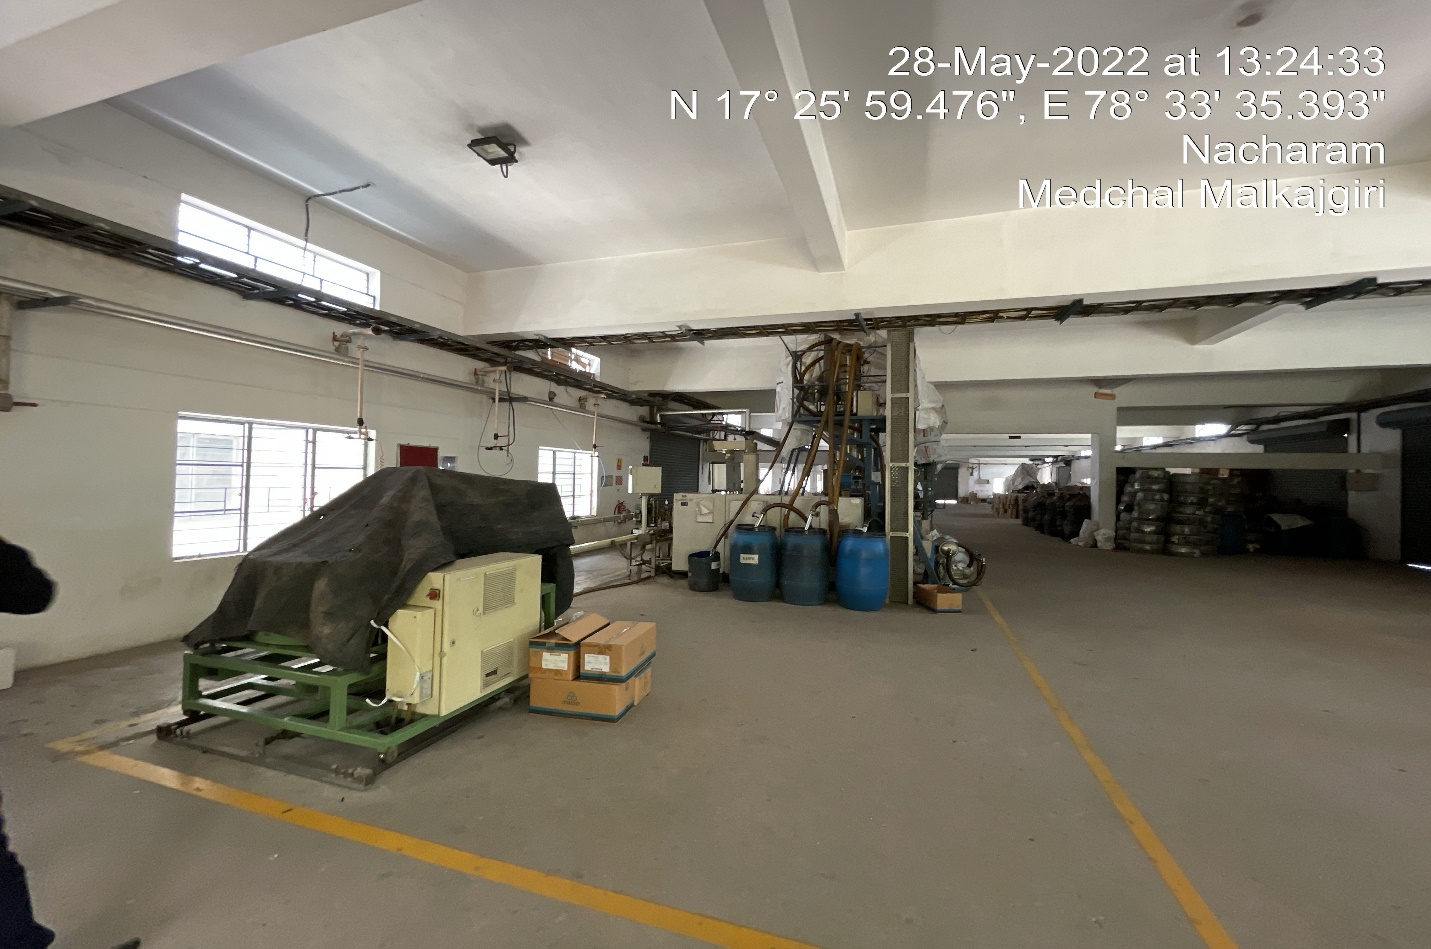 28-May-2022 at 13:24:33
N 17° 25' 59.476", E 78° 33' 35.393"
Nacharam
Medchal Malkajgiri